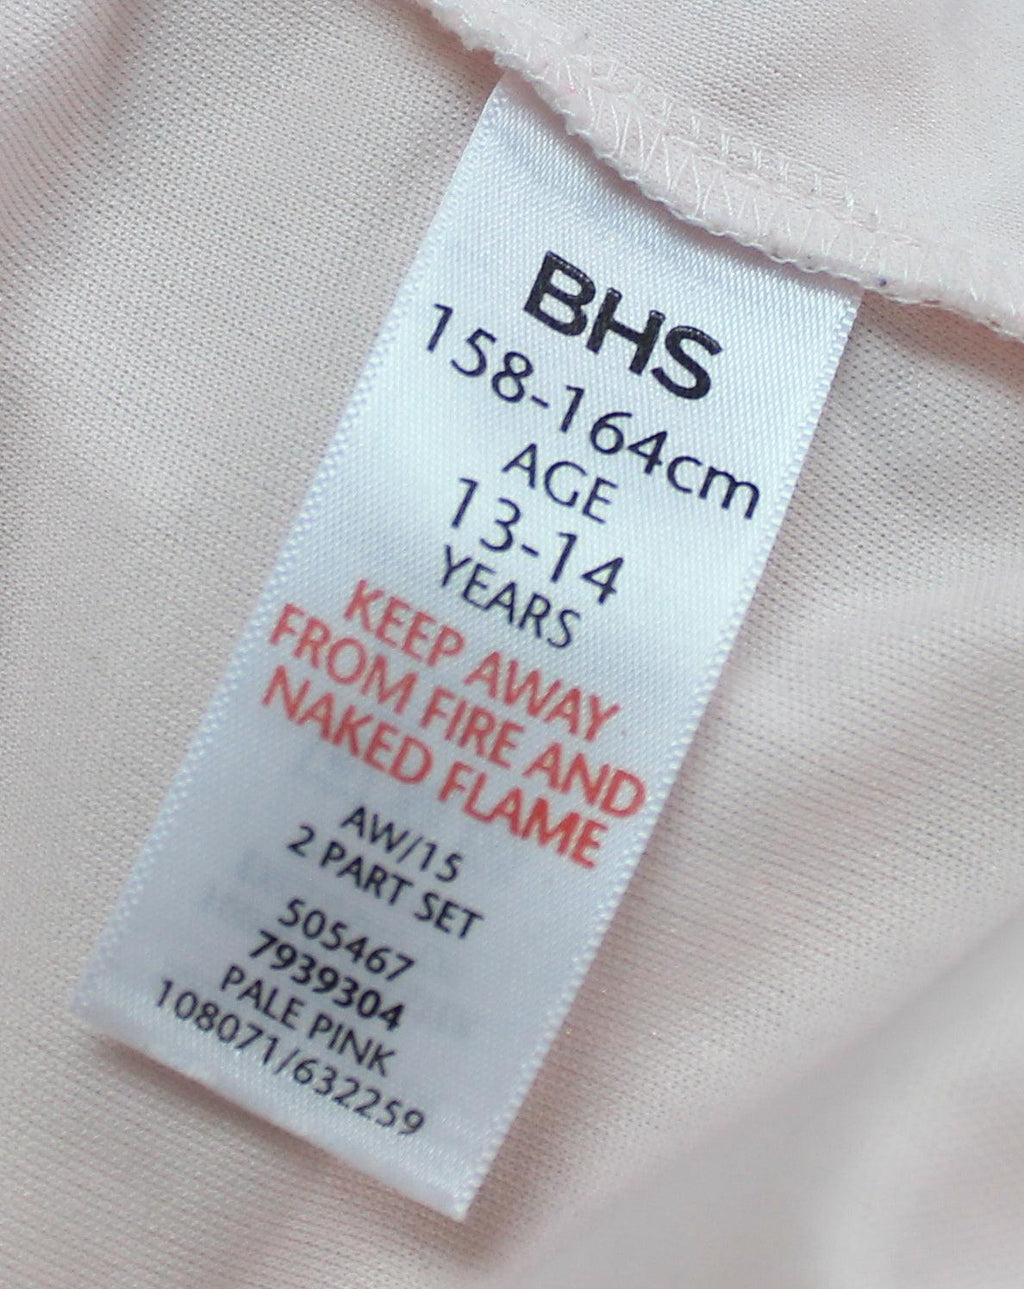 BHS
158-164cm
AGE
13-14
YEARS
KEEP AWAY
FROM FIRE AND
NAKED FLAME
AW/15
2 PART SET
505467
7939304
PALE PINK
108071/632259